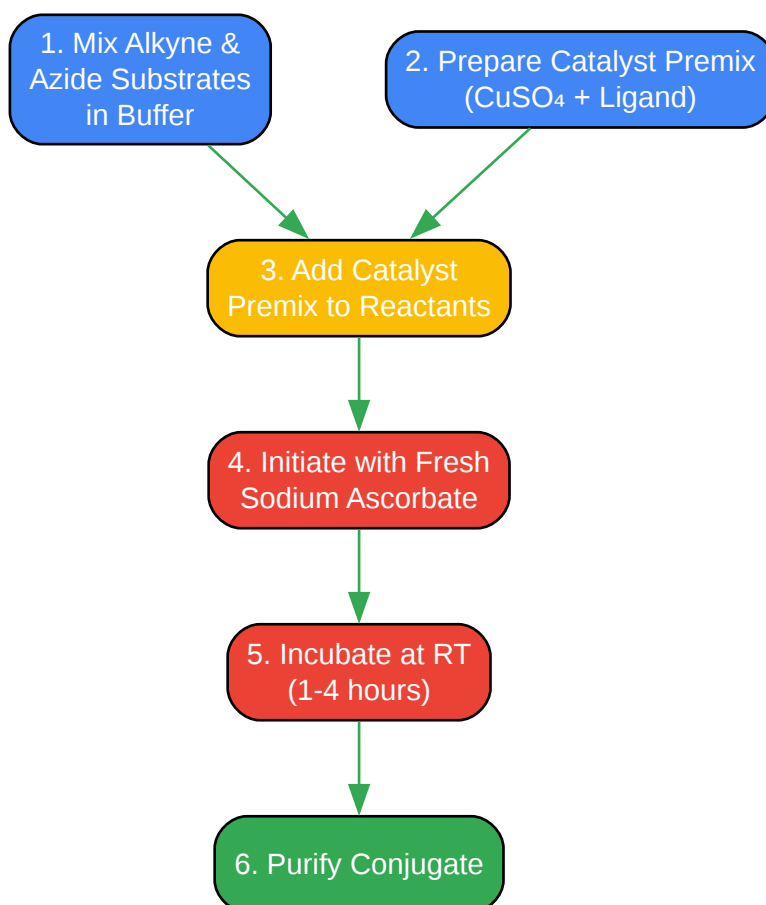 1. Mix Alkyne &
Azide Substrates
in Buffer
2. Prepare Catalyst Premix
(CuSO₄ + Ligand)
3. Add Catalyst
Premix to Reactants
4. Initiate with Fresh
Sodium Ascorbate
5. Incubate at RT
(1-4 hours)
6. Purify Conjugate